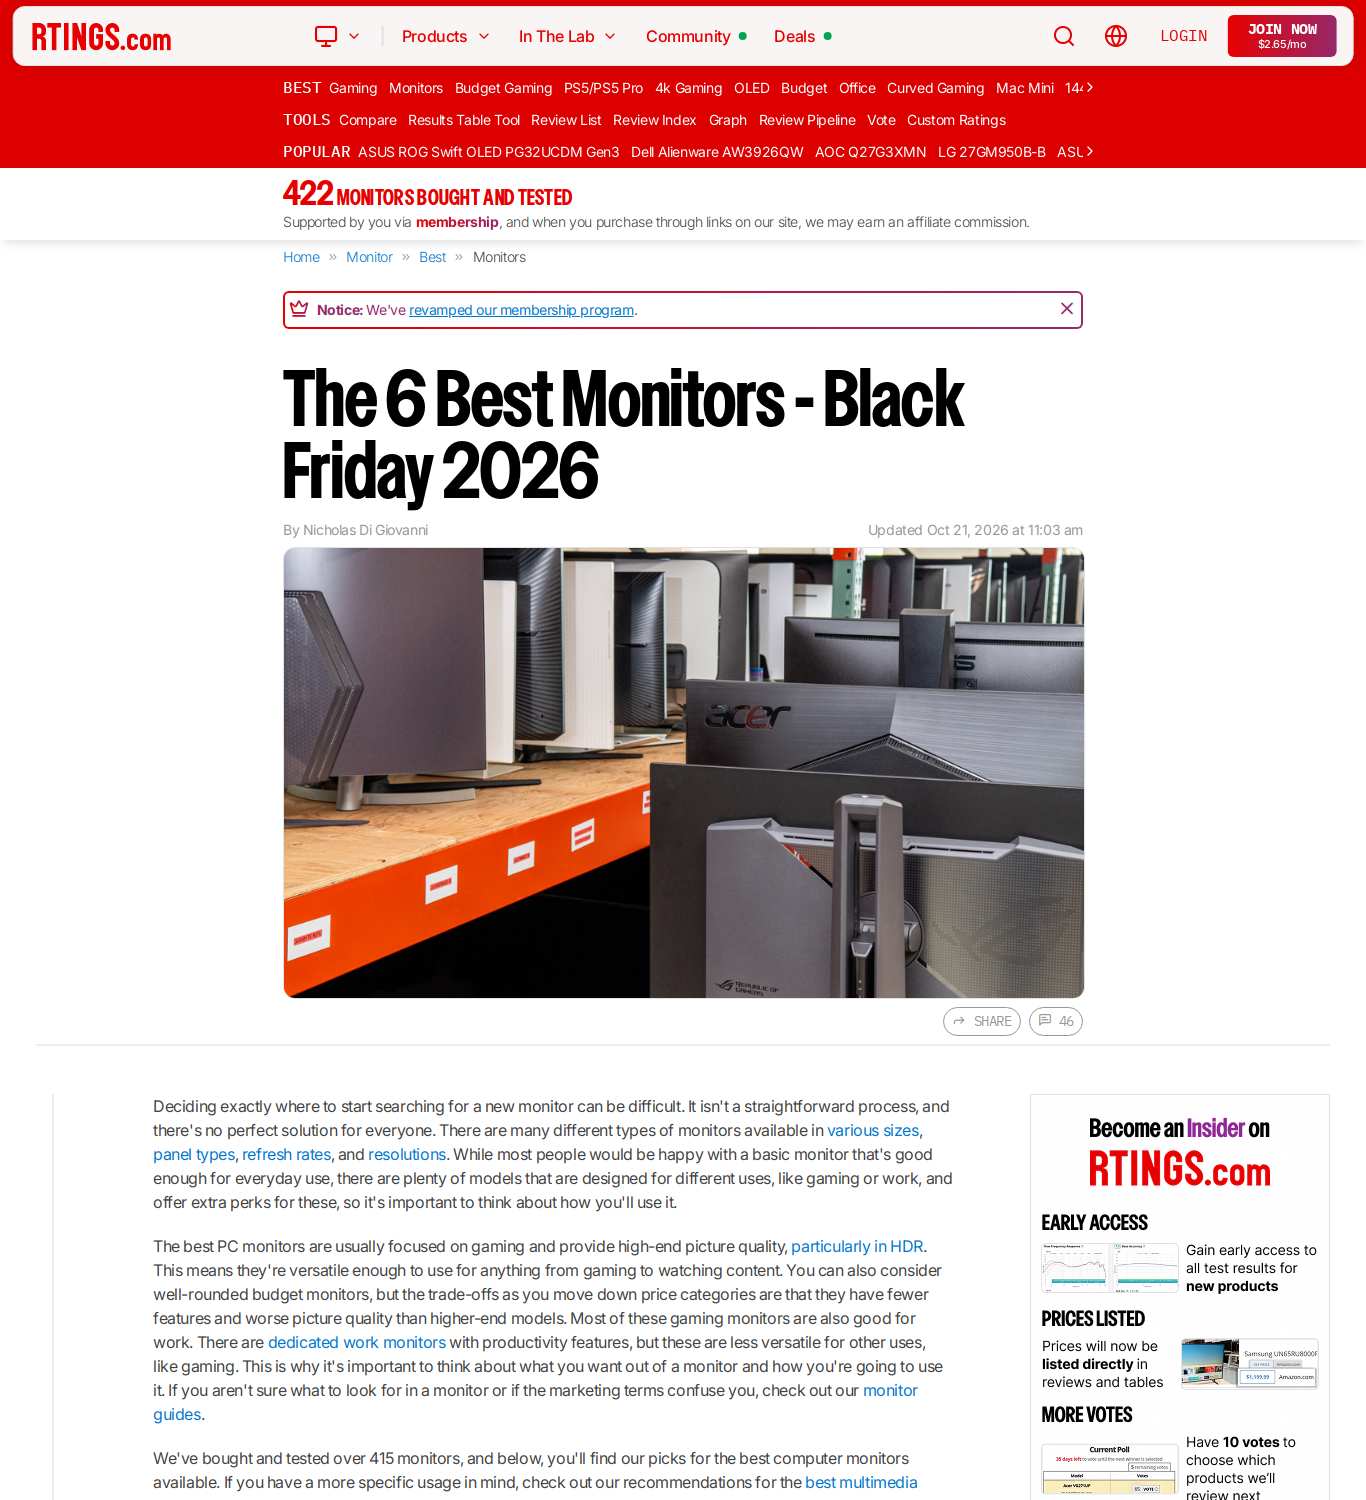 RTINGS.com
Products
In The Lab
Community
Deals
LOGIN
JOIN NOW
$2.65/mo
BEST Gaming Monitors Budget Gaming PS5/PS5 Pro 4k Gaming OLED Budget Office Curved Gaming Mac Mini
TOOLS Compare Results Table Tool Review List Review Index Graph Review Pipeline Vote Custom Ratings
POPULAR ASUS ROG Swift OLED PG32UCDM Gen3 Dell Alienware AW3926QW AOC Q27G3XMN LG 27GM950B-B
422 MONITORS BOUGHT AND TESTED
Supported by you via membership, and when you purchase through links on our site, we may earn an affiliate commission.
Home » Monitor » Best » Monitors
Notice: We've revamped our membership program.
The 6 Best Monitors - Black
Friday 2026
By Nicholas Di Giovanni
Updated Oct 21, 2026 at 11:03 am
acer
REPUBLIC OF
GAMERS
SHARE
46
Deciding exactly where to start searching for a new monitor can be difficult. It isn't a straightforward process, and
there's no perfect solution for everyone. There are many different types of monitors available in various sizes,
panel types, refresh rates, and resolutions. While most people would be happy with a basic monitor that's good
enough for everyday use, there are plenty of models that are designed for different uses, like gaming or work, and
offer extra perks for these, so it's important to think about how you'll use it.
The best PC monitors are usually focused on gaming and provide high-end picture quality, particularly in HDR.
This means they're versatile enough to use for anything from gaming to watching content. You can also consider
well-rounded budget monitors, but the trade-offs as you move down price categories are that they have fewer
features and worse picture quality than higher-end models. Most of these gaming monitors are also good for
work. There are dedicated work monitors with productivity features, but these are less versatile for other uses,
like gaming. This is why it's important to think about what you want out of a monitor and how you're going to use
it. If you aren't sure what to look for in a monitor or if the marketing terms confuse you, check out our monitor
guides.
We've bought and tested over 415 monitors, and below, you'll find our picks for the best computer monitors
available. If you have a more specific usage in mind, check out our recommendations for the best multimedia
Become an Insider on
RTINGS.com
EARLY ACCESS
Gain early access to
all test results for
new products
PRICES LISTED
Prices will now be
listed directly in
reviews and tables
Samsung UN65RU8000F
$1,199.99 Amazon.com
MORE VOTES
Current Poll
Model Votes
Have 10 votes to
choose which
products we'll
review next